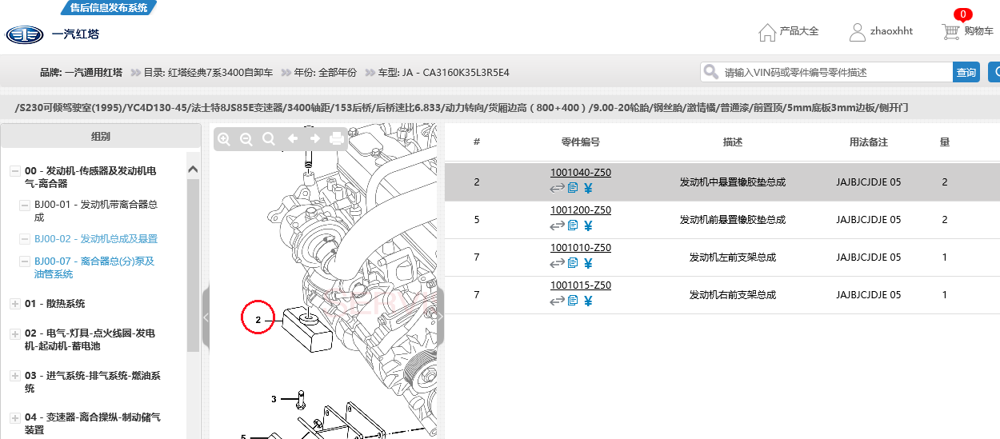 售后信息发布系统
一汽红塔
产品大全
zhaoxhht
0
购物车
品牌: 一汽通用红塔
目录: 红塔经典7系3400自卸车
年份: 全部年份
车型: JA - CA3160K35L3R5E4
请输入VIN码或零件编号零件描述
查询
/S230可倾驾驶室(1995)/YC4D130-45/法士特8JS85E变速器/3400轴距/153后桥/后桥速比6.833/动力转向/货厢边高（800+400）/9.00-20轮胎/钢丝胎/激情橘/普通漆/前置顶/5mm底板3mm边板/侧开门
组别
00 - 发动机-传感器及发动机电
气-离合器
BJ00-01 - 发动机带离合器总
成
BJ00-02 - 发动机总成及悬置
BJ00-07 - 离合器总(分)泵及
油管系统
01 - 散热系统
02 - 电气-灯具-点火线圈-发电
机-起动机-蓄电池
03 - 进气系统-排气系统-燃油系
统
04 - 变速器-离合操纵-制动储气
装置
2
3
5
SERV
# 零件编号 描述 用法备注 量
2 1001040-Z50 发动机中悬置橡胶垫总成 JAJBJCJDJE 05 2
5 1001200-Z50 发动机前悬置橡胶垫总成 JAJBJCJDJE 05 2
7 1001010-Z50 发动机左前支架总成 JAJBJCJDJE 05 1
7 1001015-Z50 发动机右前支架总成 JAJBJCJDJE 05 1